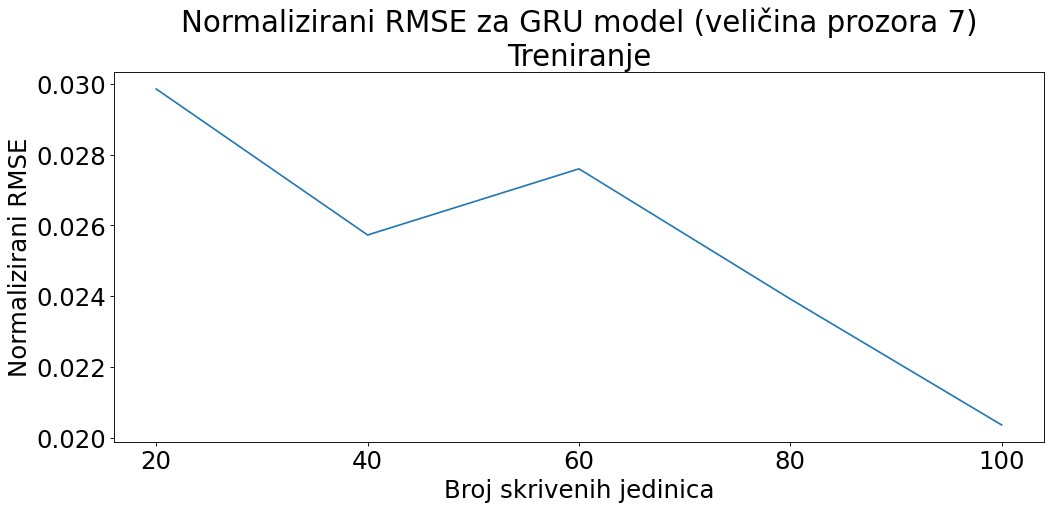 Normalizirani RMSE za GRU model (veličina prozora 7)
Treniranje
Normalizirani RMSE
0.030
0.028
0.026
0.024
0.022
0.020
20 40 60 80 100
Broj skrivenih jedinica